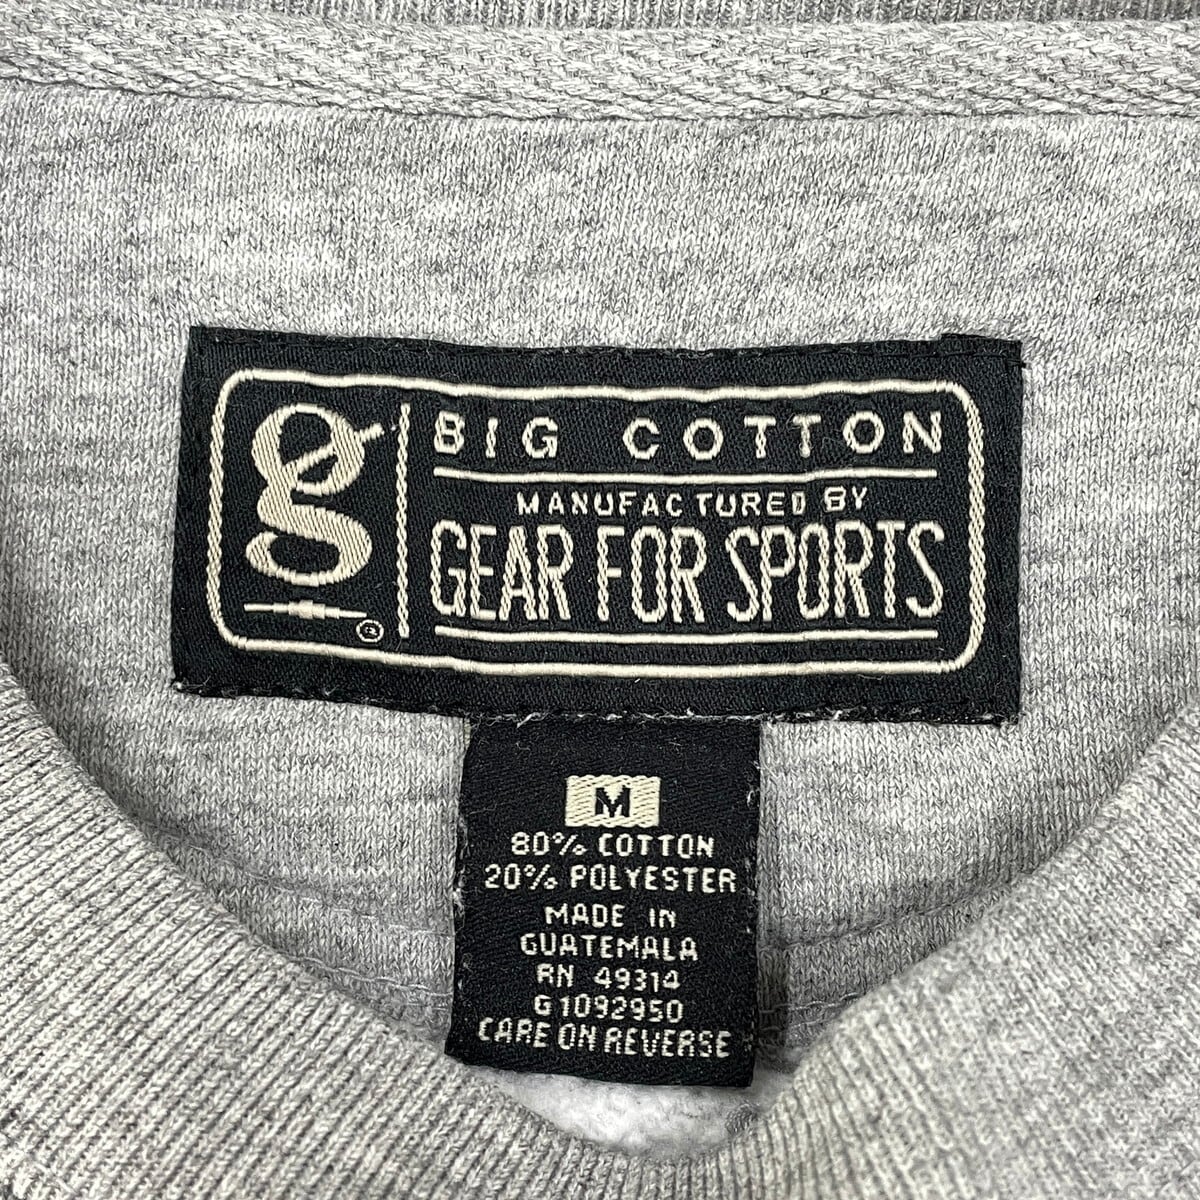 g
®
BIG COTTON
MANUFACTURED BY
GEAR FOR SPORTS
M
80% COTTON
20% POLYESTER
MADE IN
GUATEMALA
RN 49314
G1092950
CARE ON REVERSE